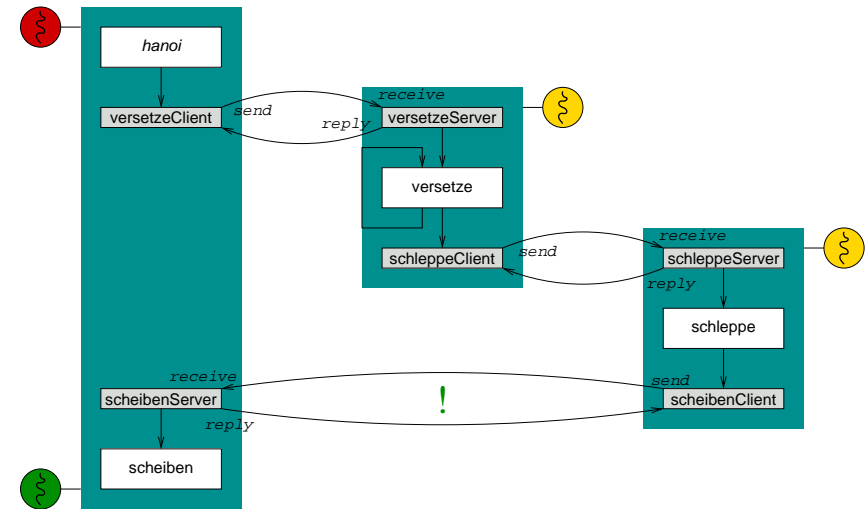 hanoi
versetzeClient
send
receive
reply
versetzeServer
versetze
schleppeClient
send
receive
reply
schleppeServer
schleppe
send
scheibenClient
receive
scheibenServer
reply
!
scheiben